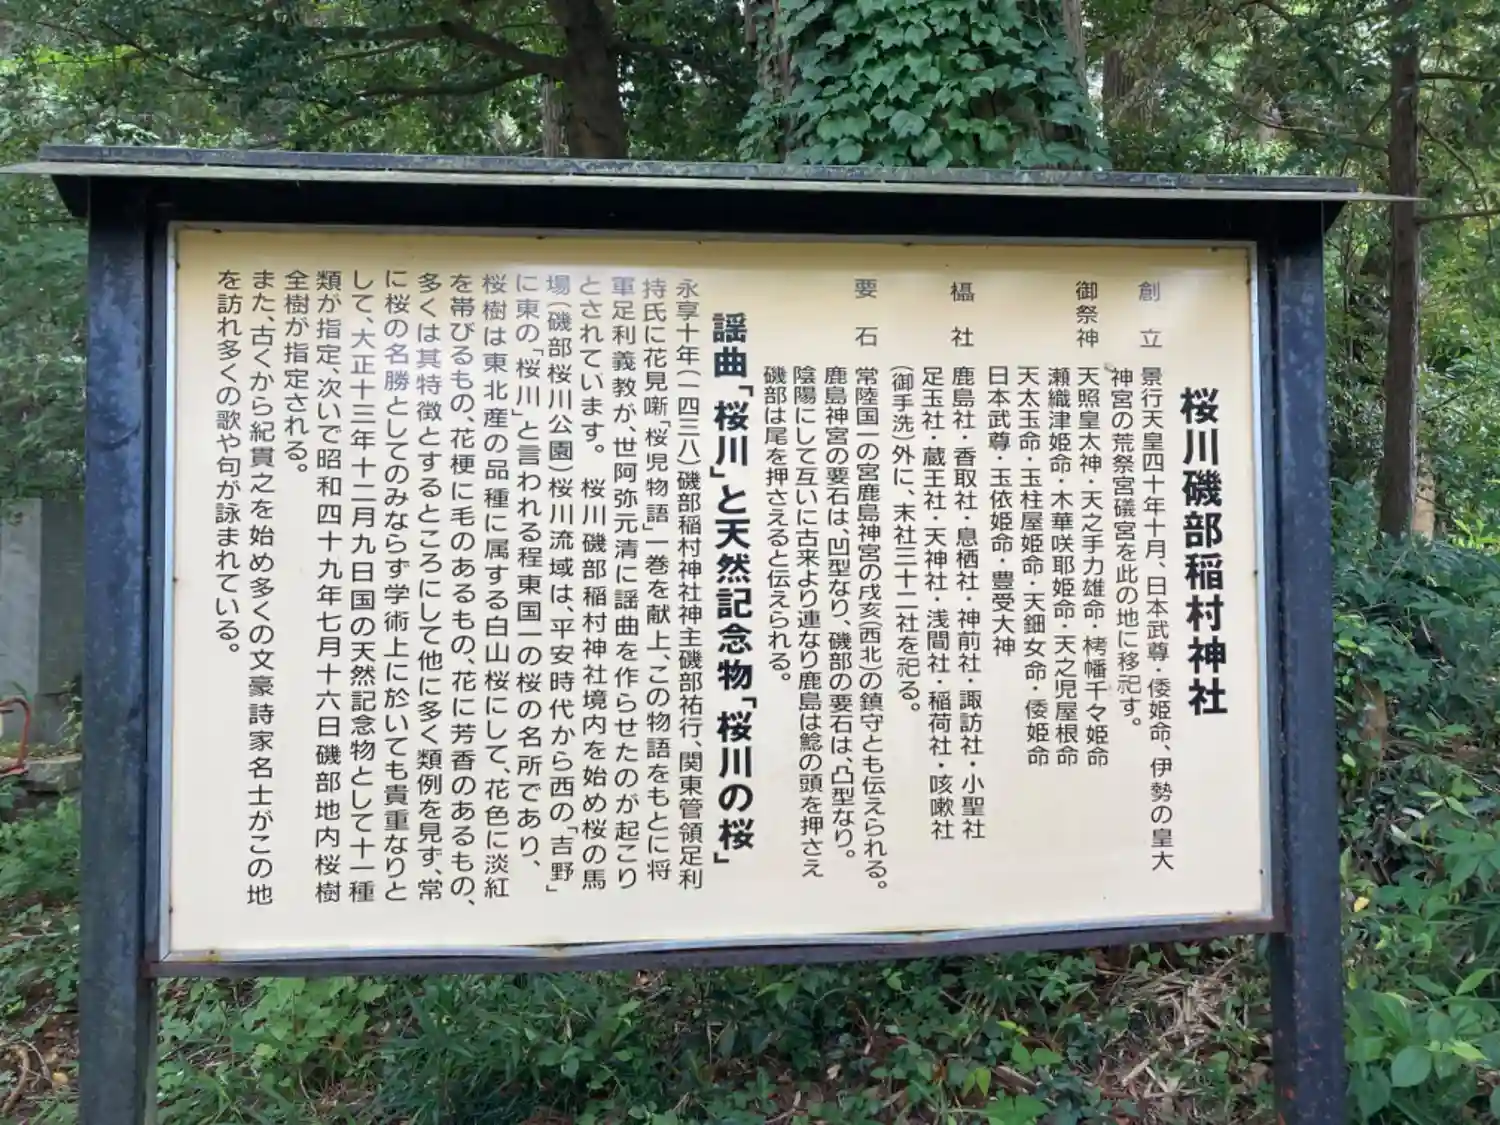 桜川磯部稲村神社
創立 景行天皇四十年十月、日本武尊・倭姫命、伊勢の皇大
神宮の荒祭宮礒宮を此の地に移祀す。
御祭神 天照皇太神・天之手力雄命・栲幡千々姫命
瀬織津姫命・木華咲耶姫命・天之児屋根命
天太玉命・玉柱屋姫命・天鈿女命・倭姫命
日本武尊・玉依姫命・豊受大神
櫑社 鹿島社・香取社・息栖社・神前社・諏訪社・小聖社
足玉社・蔵王社・天神社・浅間社・稲荷社・咳嗽社
(御手洗)外に、末社三十二社を祀る。
要石 常陸国一の宮鹿島神宮の戌亥(西北)の鎮守とも伝えられる。
鹿島神宮の要石は、凹型なり、磯部の要石は、凸型なり。
陰陽にして互いに古来より連なり鹿島は鯰の頭を押さえ
磯部は尾を押さえると伝えられる。
謡曲「桜川」と天然記念物「桜川の桜」
永享十年(一四三八)磯部稲村神社神主磯部祐行、関東管領足利
持氏に花見噺「桜児物語」一巻を献上、この物語をもとに将
軍足利義教が、世阿弥元清に謡曲を作らせたのが起こり
とされています。桜川磯部稲村神社境内を始め桜の馬
場(磯部桜川公園)桜川流域は、平安時代から西の「吉野」
に東の「桜川」と言われる程東国一の桜の名所であり、
桜樹は東北産の品種に属する白山桜にして、花色に淡紅
を帯びるもの、花梗に毛のあるもの、花に芳香のあるもの、
多くは其特徴とするところにして他に多く類例を見ず、常
に桜の名勝としてのみならず学術上に於いても貴重なりと
して、大正十三年十二月九日国の天然記念物として十一種
類が指定、次いで昭和四十九年七月十六日磯部地内桜樹
全樹が指定される。
また、古くから紀貫之を始め多くの文豪詩家名士がこの地
を訪れ多くの歌や句が詠まれている。